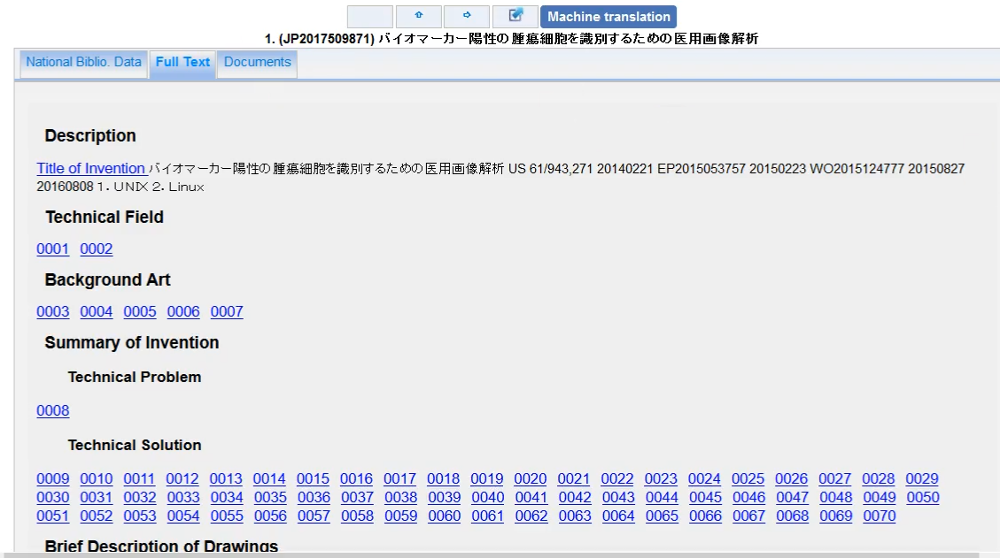 Machine translation
1. (JP2017509871) バイオマーカー陽性の腫瘍細胞を識別するための医用画像解析
National Biblio. Data Full Text Documents
Description
Title of Invention バイオマーカー陽性の腫瘍細胞を識別するための医用画像解析 US 61/943,271 20140221 EP2015053757 20150223 WO2015124777 20150827
20160808 1．UNIX 2．Linux
Technical Field
0001 0002
Background Art
0003 0004 0005 0006 0007
Summary of Invention
Technical Problem
0008
Technical Solution
0009 0010 0011 0012 0013 0014 0015 0016 0017 0018 0019 0020 0021 0022 0023 0024 0025 0026 0027 0028 0029
0030 0031 0032 0033 0034 0035 0036 0037 0038 0039 0040 0041 0042 0043 0044 0045 0046 0047 0048 0049 0050
0051 0052 0053 0054 0055 0056 0057 0058 0059 0060 0061 0062 0063 0064 0065 0066 0067 0068 0069 0070
Brief Description of Drawings